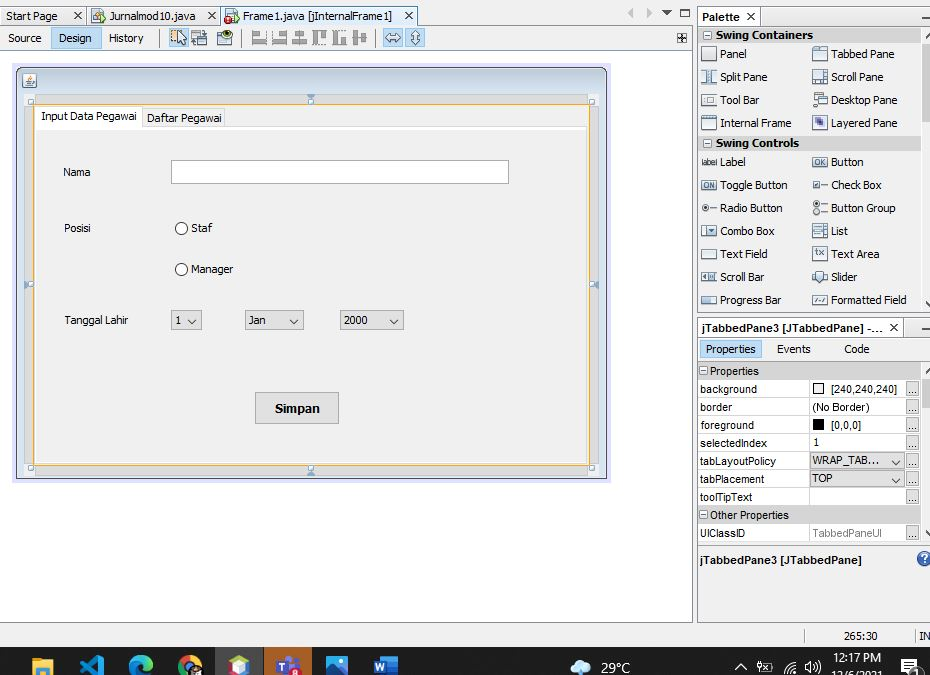 Start Page
Jurnalmod10.java
Frame1.java [jInternalFrame1]
Source Design History
Input Data Pegawai Daftar Pegawai
Nama
Posisi
Staf
Manager
Tanggal Lahir 1 Jan 2000
Simpan
Palette
Swing Containers
Panel Tabbed Pane
Split Pane Scroll Pane
Tool Bar Desktop Pane
Internal Frame Layered Pane
Swing Controls
label Label OK Button
ON Toggle Button Check Box
Radio Button Button Group
Combo Box List
Text Field tx Text Area
Scroll Bar Slider
Progress Bar Formatted Field
jTabbedPane3 [JTabbedPane] -...
Properties Events Code
Properties
background [240,240,240] ...
border (No Border) ...
foreground [0,0,0] ...
selectedIndex 1 ...
tabLayoutPolicy WRAP_TAB... ...
tabPlacement TOP ...
toolTipText ...
Other Properties
UIClassID TabbedPaneUI ...
jTabbedPane3 [JTabbedPane]
265:30 IN
29°C
12:17 PM